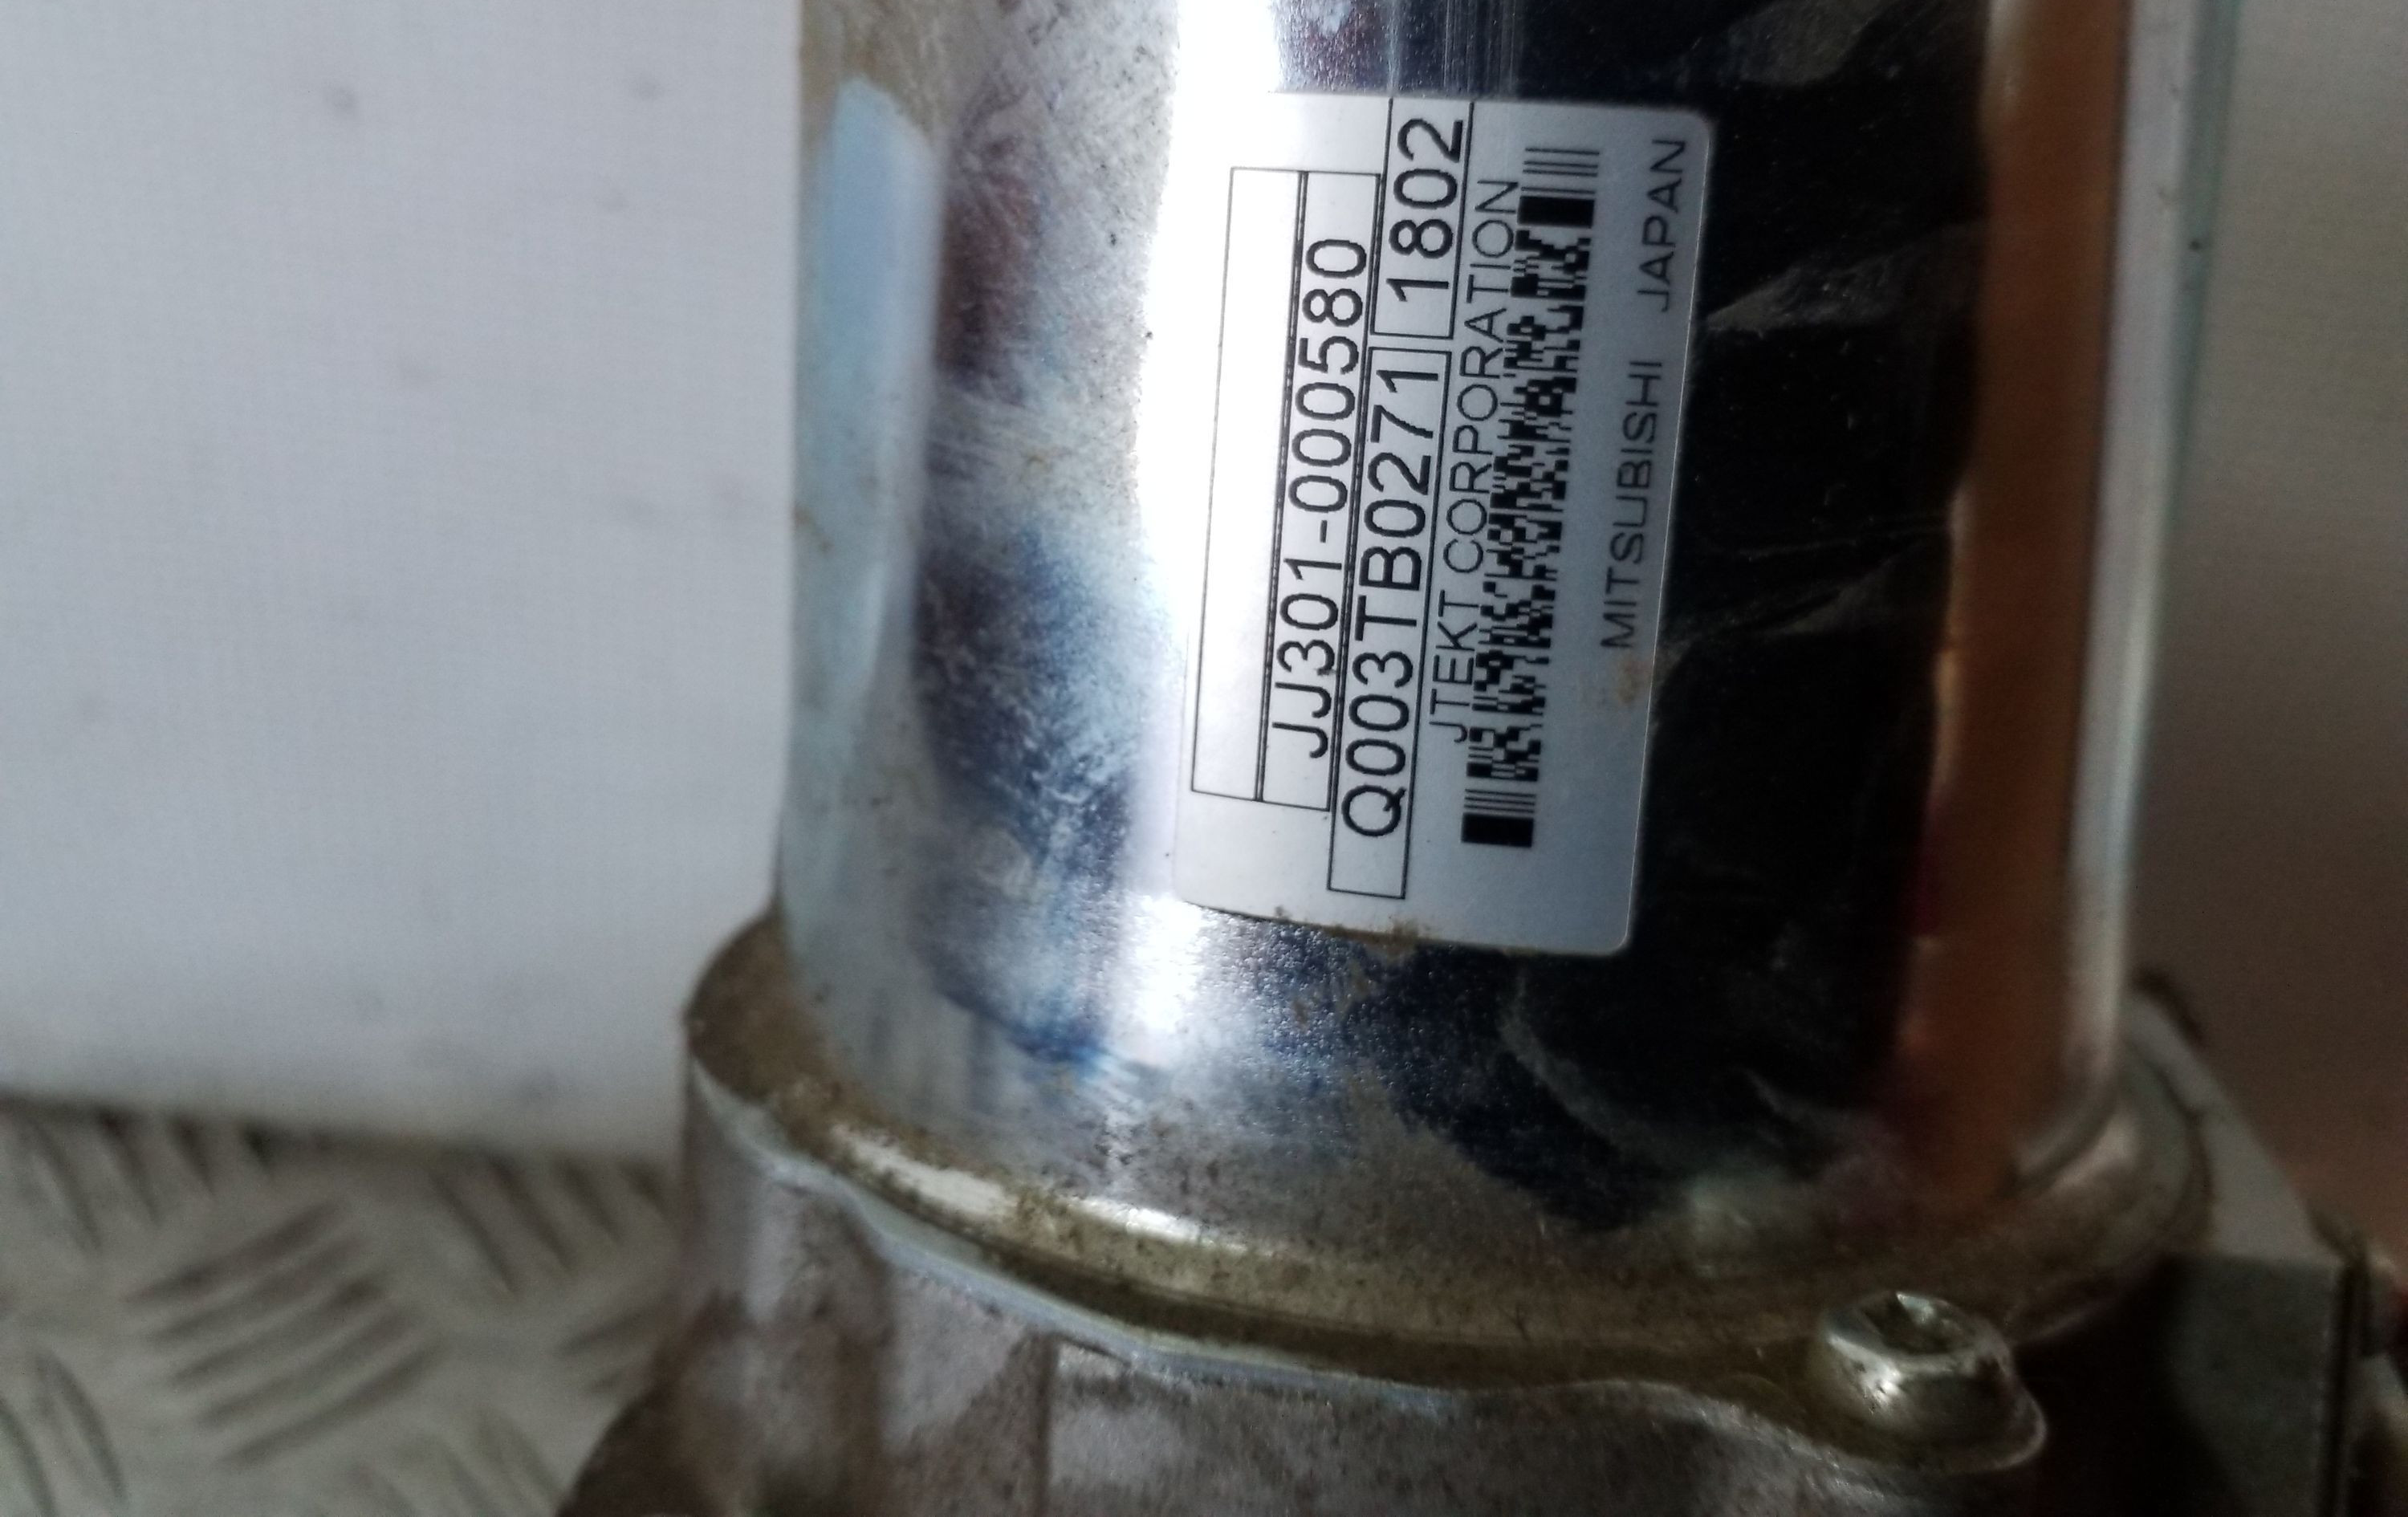 JJ301-000580
Q003TB0271 1802
JTEKT CORPORATION
MITSUBISHI JAPAN